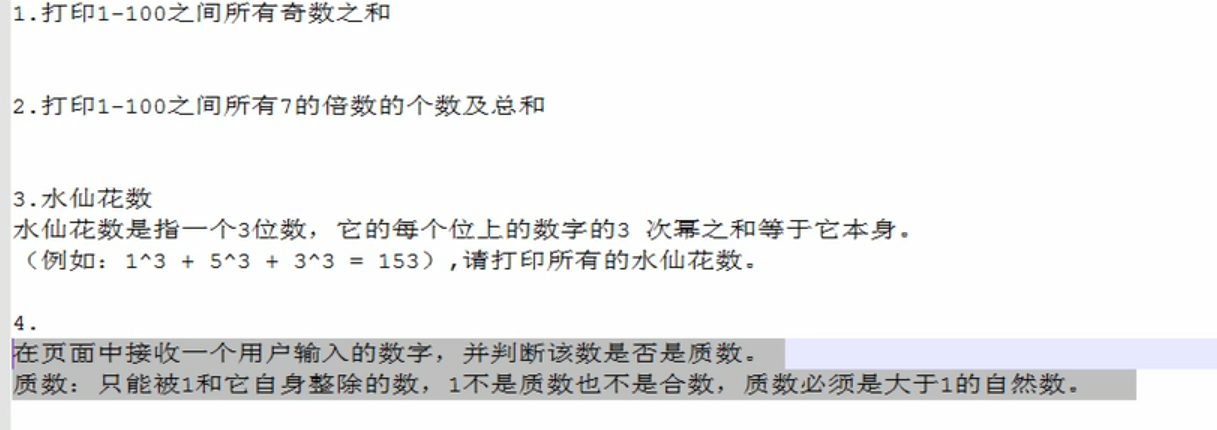 1.打印1-100之间所有奇数之和
2.打印1-100之间所有7的倍数的个数及总和
3.水仙花数
水仙花数是指一个3位数，它的每个位上的数字的3 次幂之和等于它本身。
（例如：1^3 + 5^3 + 3^3 = 153）,请打印所有的水仙花数。
4.
在页面中接收一个用户输入的数字，并判断该数是否是质数。
质数：只能被1和它自身整除的数，1不是质数也不是合数，质数必须是大于1的自然数。